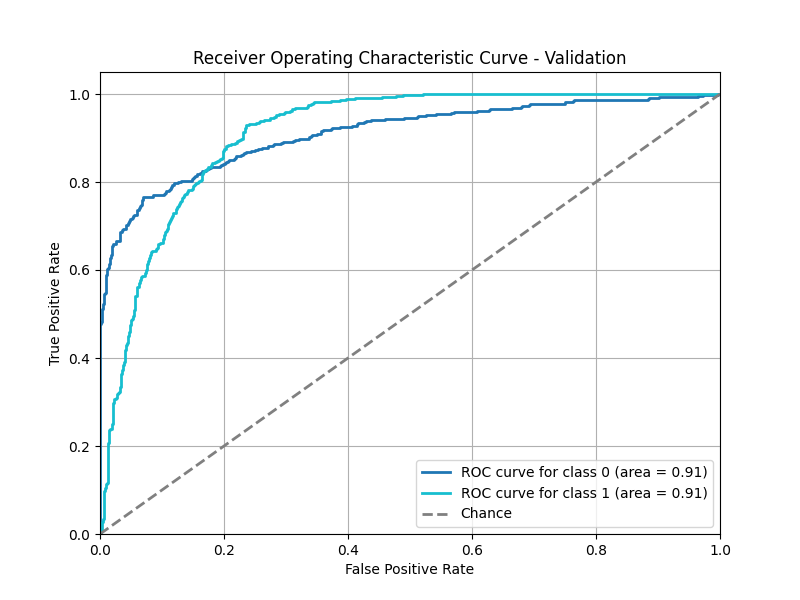 Receiver Operating Characteristic Curve - Validation
True Positive Rate
1.0
0.8
0.6
0.4
0.2
0.0
0.0 0.2 0.4 0.6 0.8 1.0
False Positive Rate
ROC curve for class 0 (area = 0.91)
ROC curve for class 1 (area = 0.91)
Chance